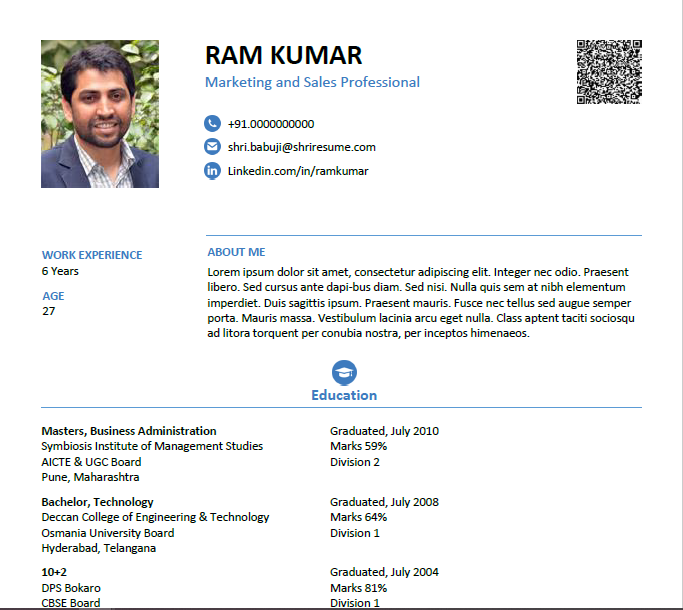 RAM KUMAR
Marketing and Sales Professional
+91.0000000000
shri.babuji@shriresume.com
Linkedin.com/in/ramkumar
WORK EXPERIENCE
6 Years
AGE
27
ABOUT ME
Lorem ipsum dolor sit amet, consectetur adipiscing elit. Integer nec odio. Praesent
libero. Sed cursus ante dapi-bus diam. Sed nisi. Nulla quis sem at nibh elementum
imperdiet. Duis sagittis ipsum. Praesent mauris. Fusce nec tellus sed augue semper
porta. Mauris massa. Vestibulum lacinia arcu eget nulla. Class aptent taciti sociosqu
ad litora torquent per conubia nostra, per inceptos himenaeos.
Education
Masters, Business Administration
Graduated, July 2010
Symbiosis Institute of Management Studies
Marks 59%
AICTE & UGC Board
Division 2
Pune, Maharashtra
Bachelor, Technology
Graduated, July 2008
Deccan College of Engineering & Technology
Marks 64%
Osmania University Board
Division 1
Hyderabad, Telangana
10+2
Graduated, July 2004
DPS Bokaro
Marks 81%
CBSE Board
Division 1